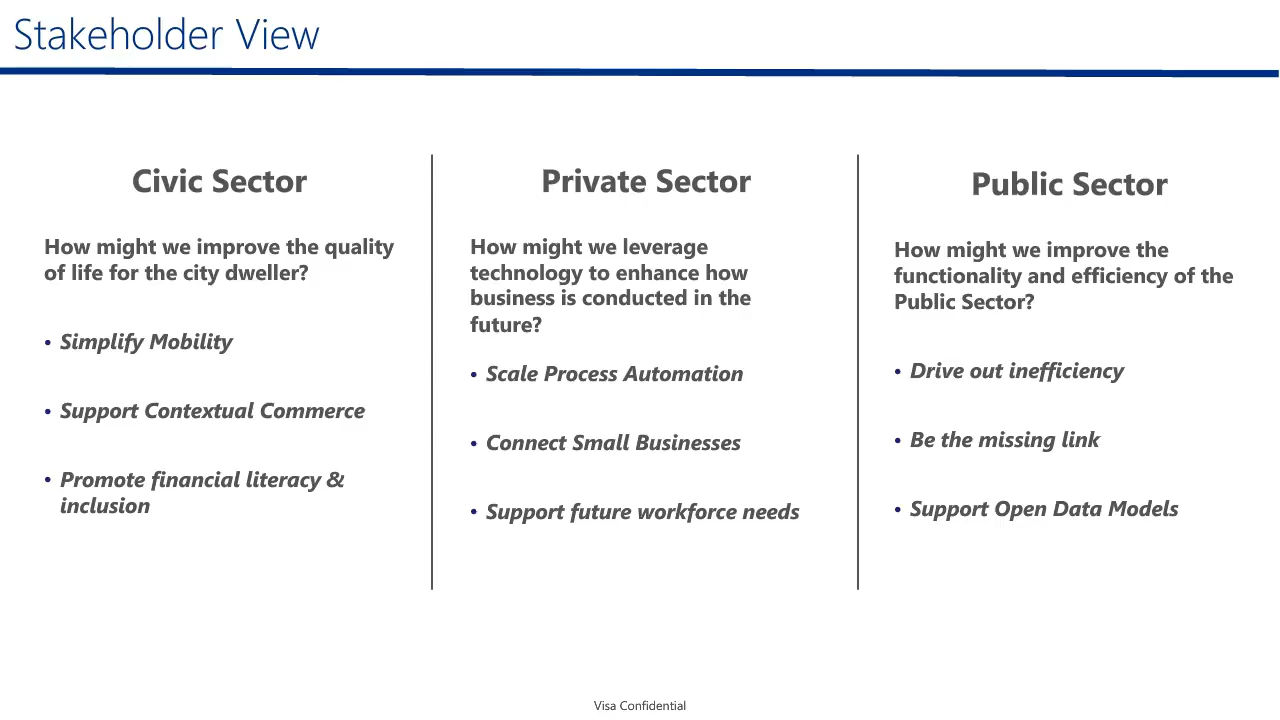 Stakeholder View
Civic Sector
How might we improve the quality
of life for the city dweller?
• Simplify Mobility
• Support Contextual Commerce
• Promote financial literacy &
inclusion
Private Sector
How might we leverage
technology to enhance how
business is conducted in the
future?
• Scale Process Automation
• Connect Small Businesses
• Support future workforce needs
Public Sector
How might we improve the
functionality and efficiency of the
Public Sector?
• Drive out inefficiency
• Be the missing link
• Support Open Data Models
Visa Confidential